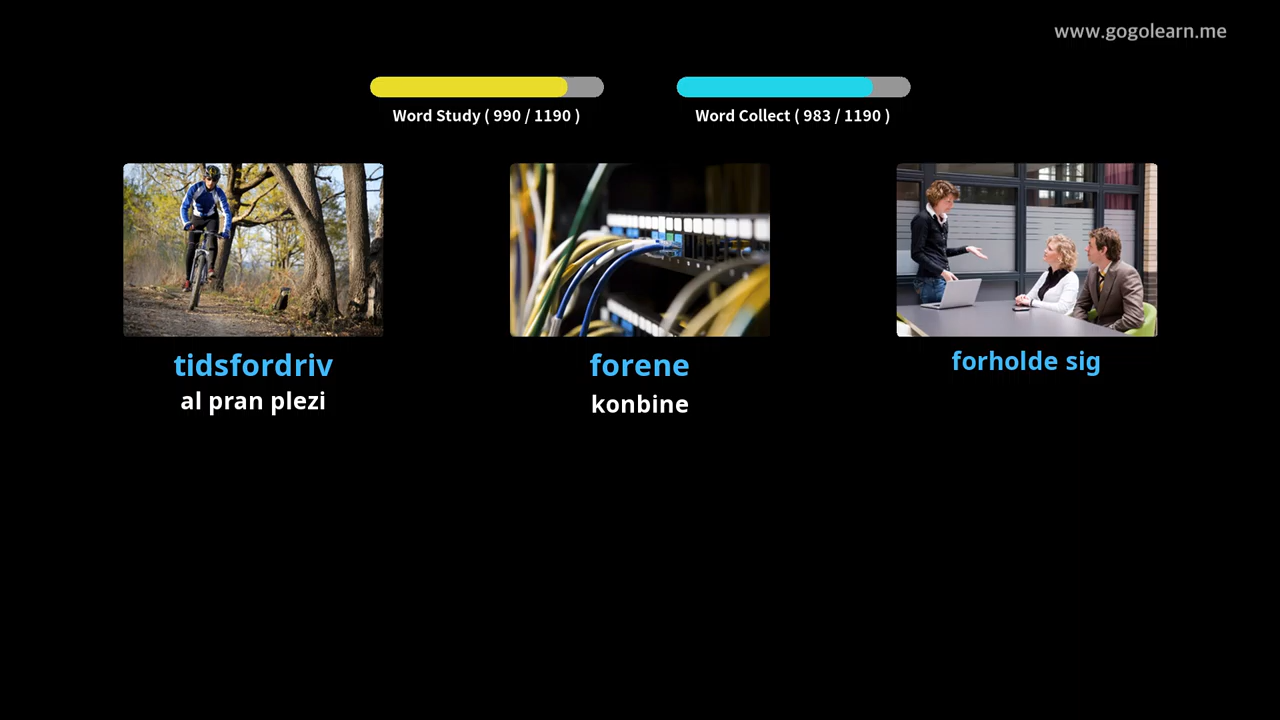 www.gogolearn.me
Word Study ( 990 / 1190 )
Word Collect ( 983 / 1190 )
tidsfordriv
al pran plezi
forene
konbine
forholde sig